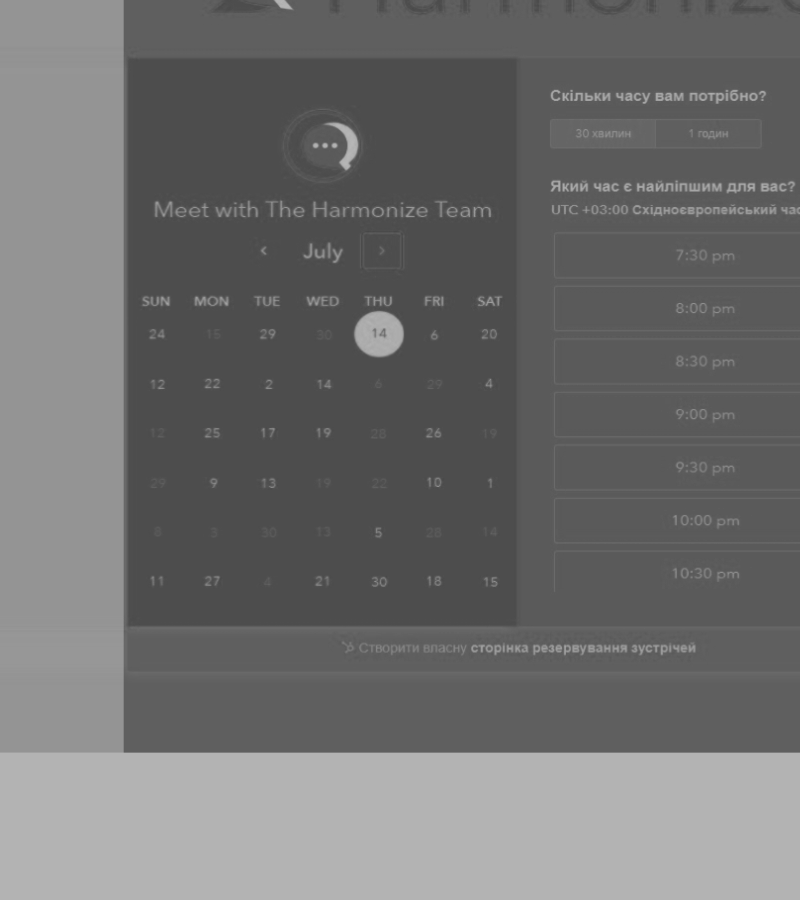 Harmonize
Meet with The Harmonize Team
July
SUN MON TUE WED THU FRI SAT
24 15 29 30 14 6 20
12 22 2 14 6 29 4
12 25 17 19 28 26 19
29 9 13 19 22 10 1
8 3 30 13 5 28 14
11 27 4 21 30 18 15
Скільки часу вам потрібно?
30 хвилин 1 годин
Який час є найліпшим для вас?
UTC +03:00 Східноєвропейський час
7:30 pm
8:00 pm
8:30 pm
9:00 pm
9:30 pm
10:00 pm
10:30 pm
Створити власну сторінка резервування зустрічей